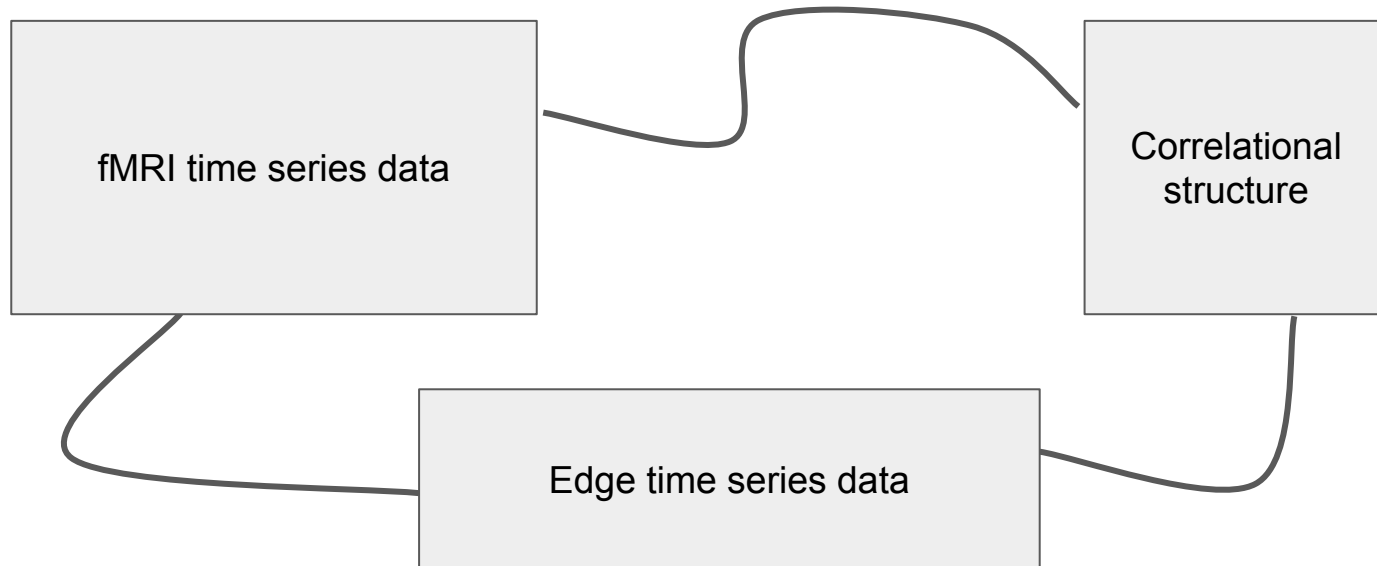 fMRI time series data
Correlational
structure
Edge time series data